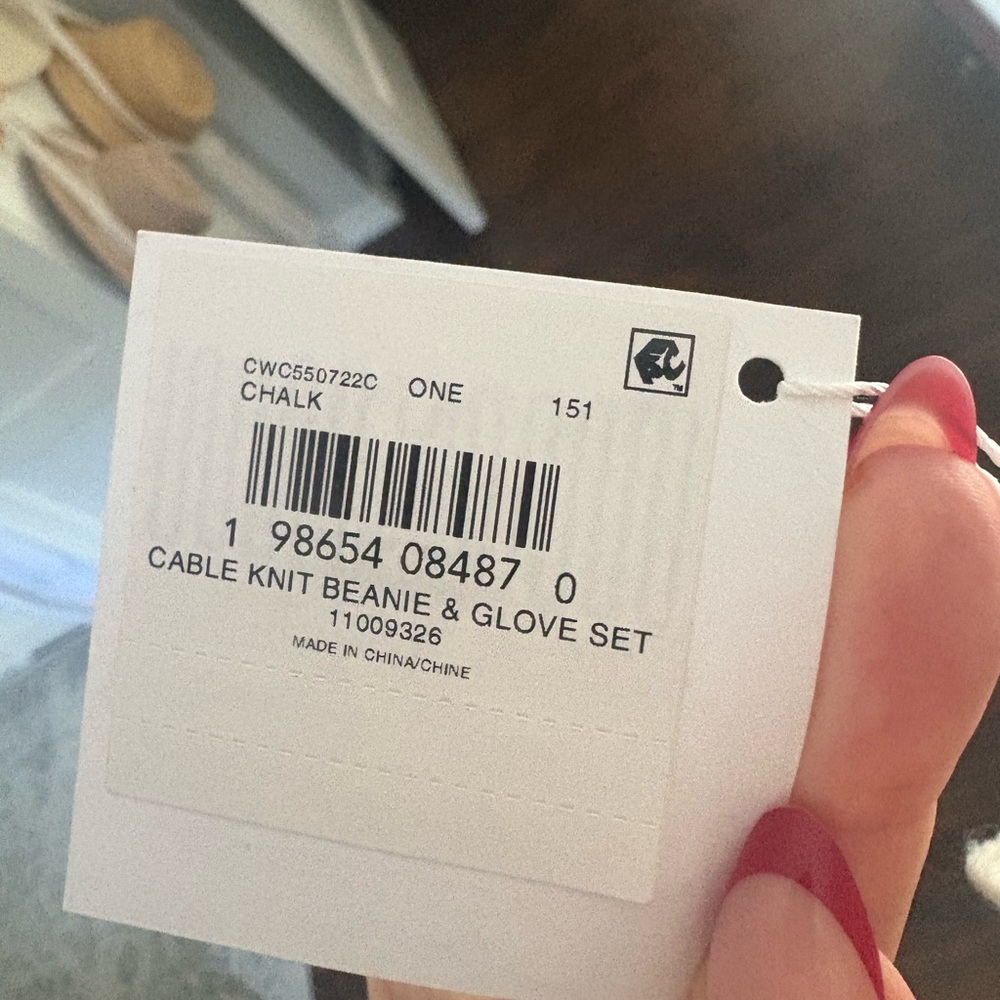 CWC550722C ONE 151
CHALK
1 98654 08487 0
CABLE KNIT BEANIE & GLOVE SET
11009326
MADE IN CHINA/CHINE